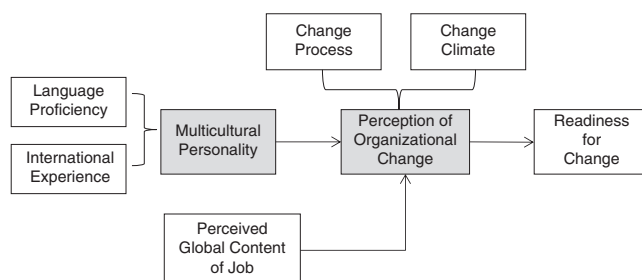 Change
Process
Change
Climate
Language
Proficiency
International
Experience
Multicultural
Personality
Perception of
Organizational
Change
Readiness
for
Change
Perceived
Global Content
of Job